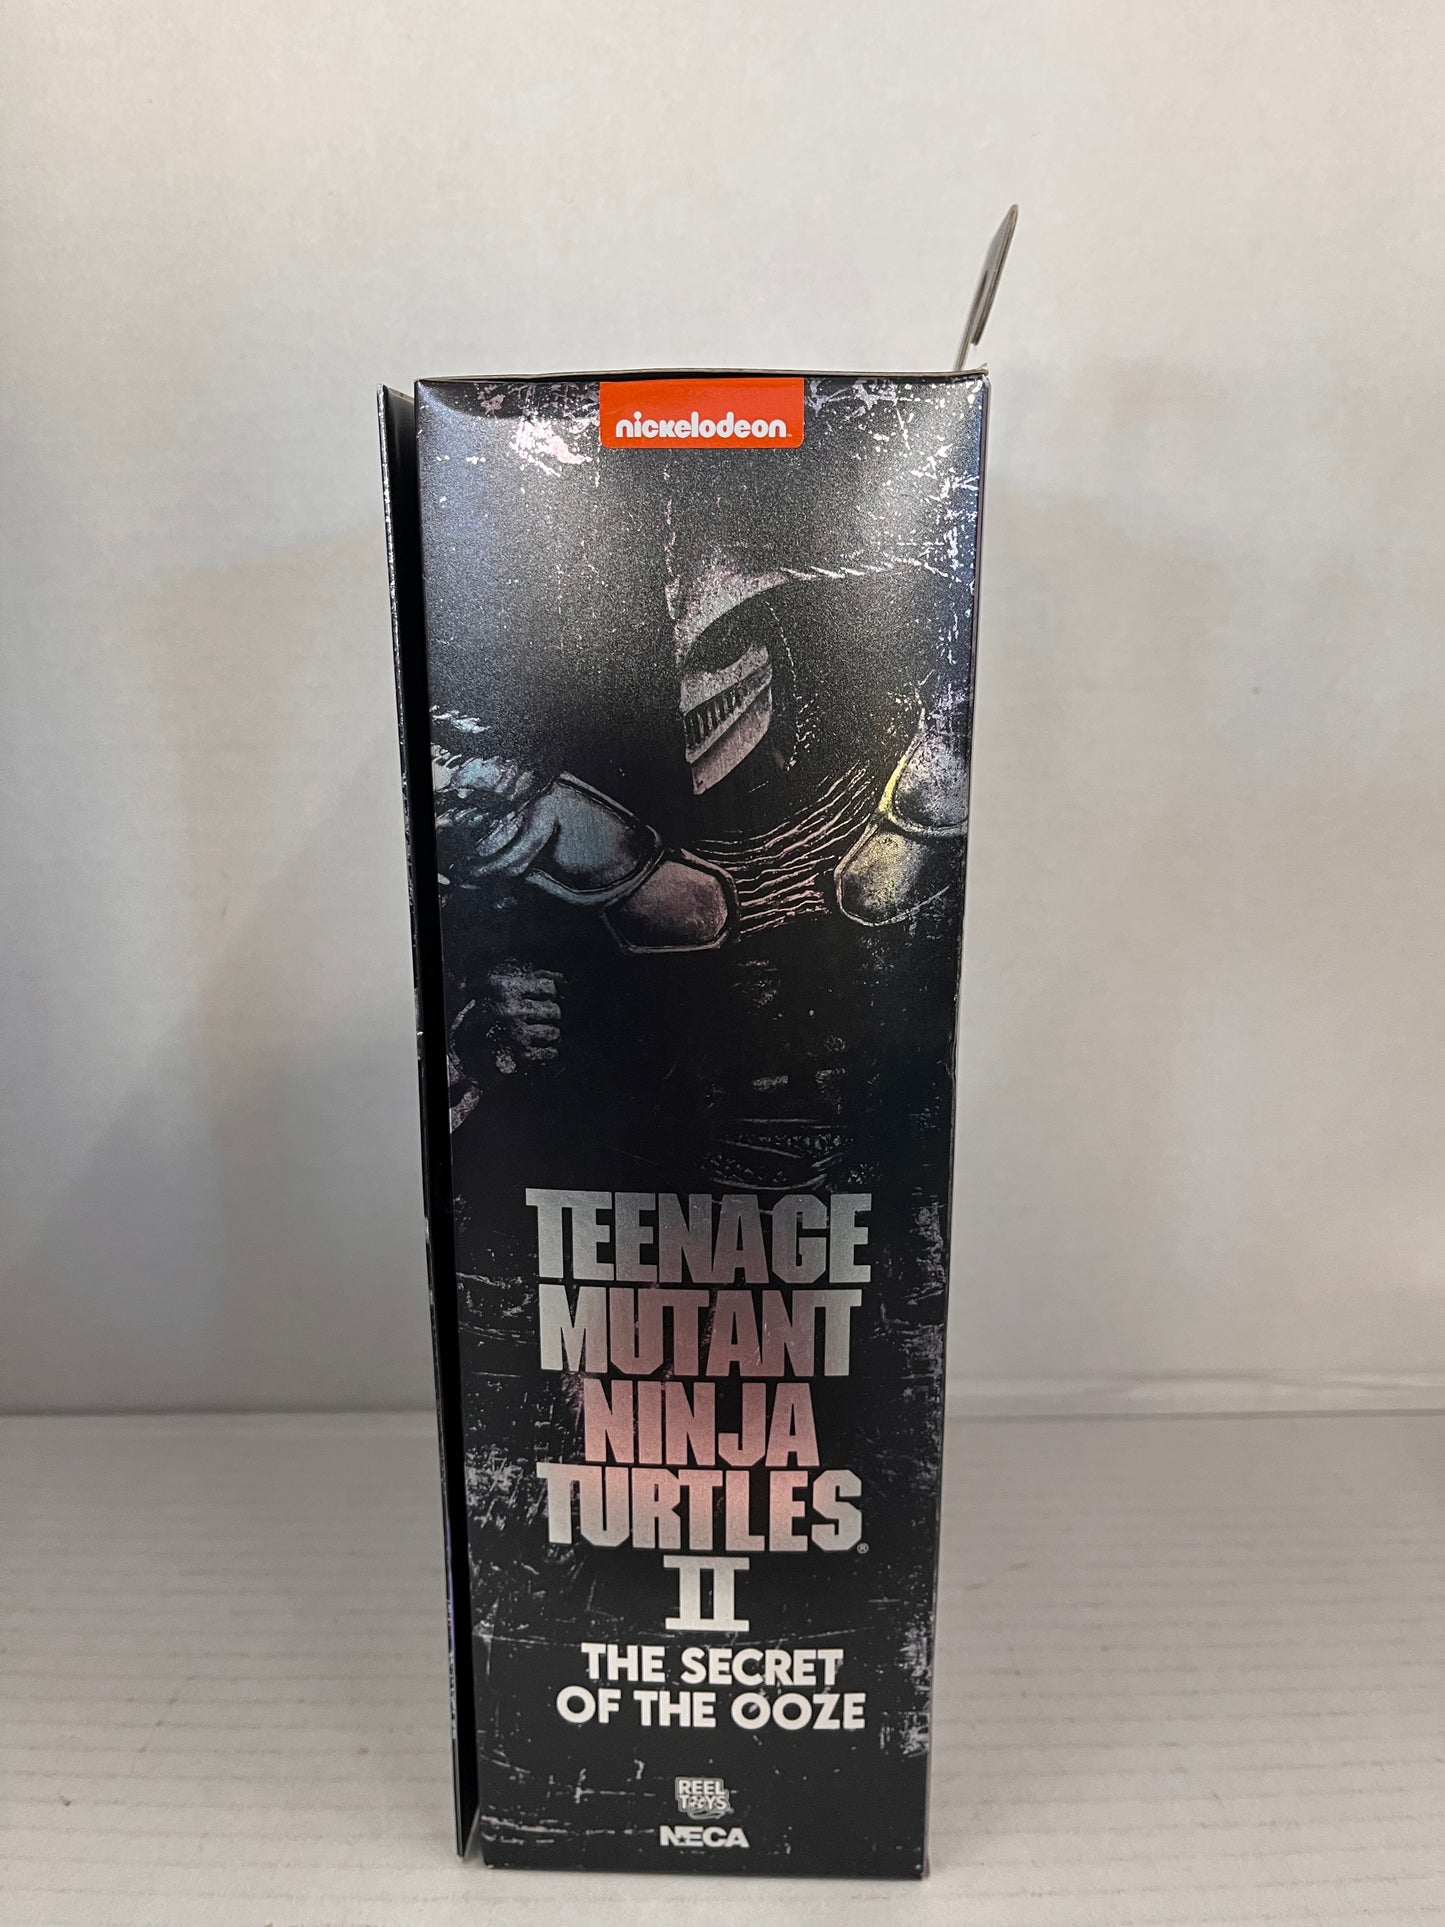 nickelodeon
TEENAGE
MUTANT
NINJA
TURTLES®
II
THE SECRET
OF THE OOZE
REEL
TOYS
NECA